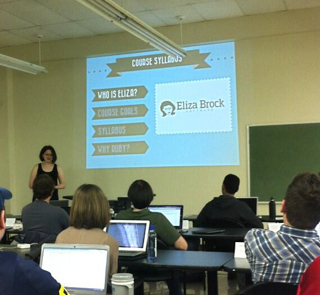 COURSE SYLLABUS
WHO IS ELIZA?
COURSE GOALS
SYLLABUS
WHY RUBY?
Eliza Brock